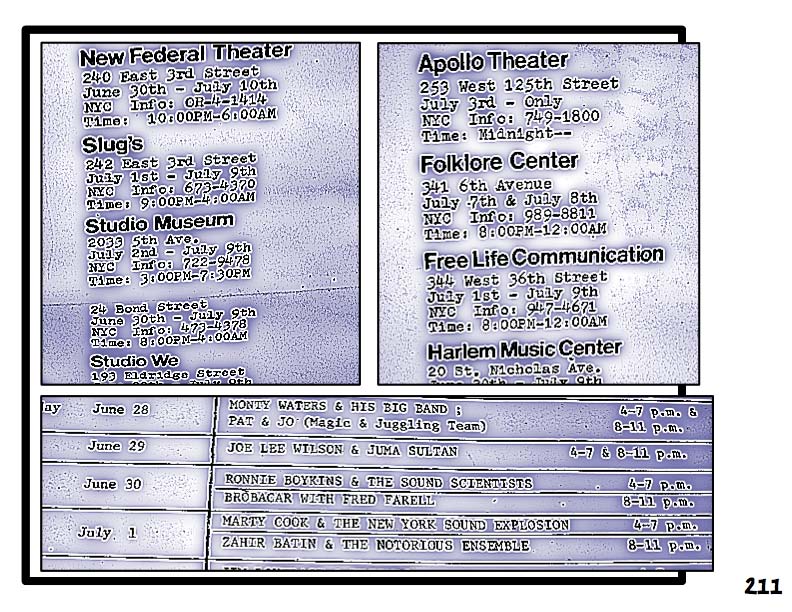 New Federal Theater
240 East 3rd Street
June 30th - July 10th
NYC Info: OR-4-1414
Time: 10:00PM-6:00AM
Slug's
242 East 3rd Street
July 1st - July 9th
NYC Info: 673-4370
Time: 9:00PM-4:00AM
Studio Museum
2033 5th Ave.
July 2nd - July 9th
NYC Info: 722-9478
Time: 3:00PM-7:30PM
24 Bond Street
June 30th - July 9th
NYC Info: 473-4378
Time: 8:00PM-4:00AM
Studio We
193 Eldridge Street
July 9th
Apollo Theater
253 West 125th Street
July 3rd - Only
NYC Info: 749-1800
Time: Midnight--
Folklore Center
341 6th Avenue
July 7th & July 8th
NYC Info: 989-8811
Time: 8:00PM-12:00AM
Free Life Communication
344 West 36th Street
July 1st - July 9th
NYC Info: 947-4671
Time: 8:00PM-12:00AM
Harlem Music Center
20 St. Nicholas Ave.
June 30th - July 9th
ay June 28 MONTY WATERS & HIS BIG BAND ; 4-7 p.m. &
PAT & JO (Magic & Juggling Team) 8-11 p.m.
June 29 JOE LEE WILSON & JUMA SULTAN 4-7 & 8-11 p.m.
June 30 RONNIE BOYKINS & THE SOUND SCIENTISTS 4-7 p.m.
BROBACAR WITH FRED FARELL 8-11 p.m.
July 1 MARTY COOK & THE NEW YORK SOUND EXPLOSION 4-7 p.m.
ZAHIR BATIN & THE NOTORIOUS ENSEMBLE 8-11 p.m.
211